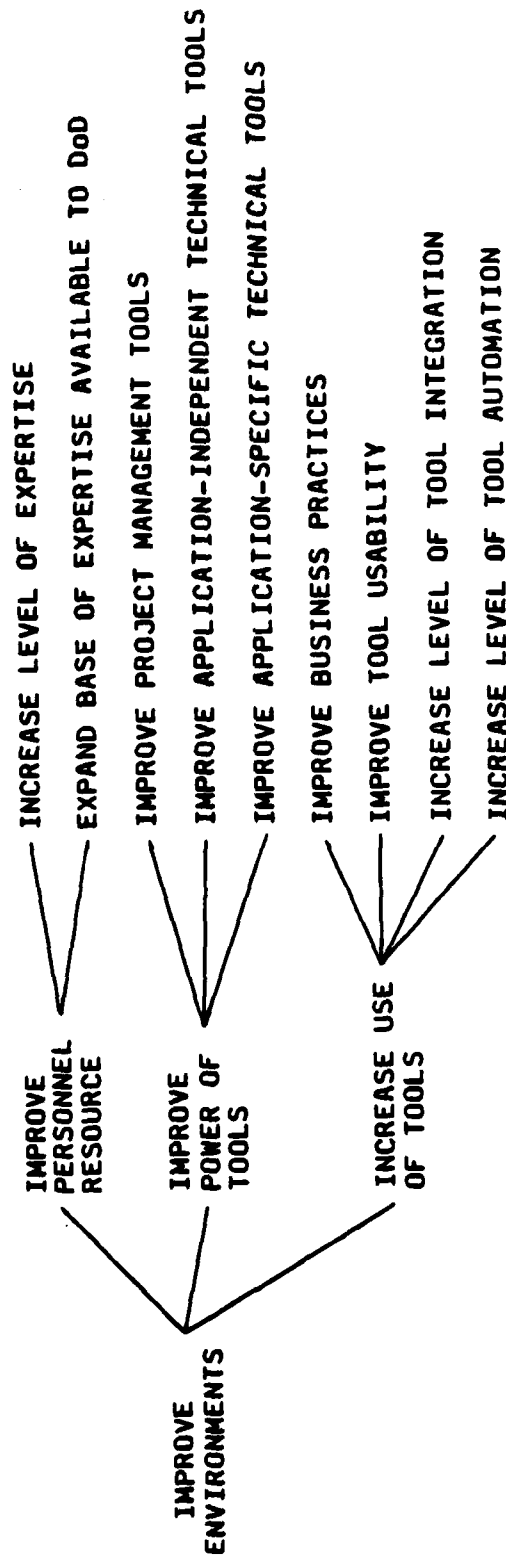 IMPROVE
ENVIRONMENTS
IMPROVE
PERSONNEL
RESOURCE
INCREASE LEVEL OF EXPERTISE
EXPAND BASE OF EXPERTISE AVAILABLE TO DoD
IMPROVE
POWER OF
TOOLS
IMPROVE PROJECT MANAGEMENT TOOLS
IMPROVE APPLICATION-INDEPENDENT TECHNICAL TOOLS
IMPROVE APPLICATION-SPECIFIC TECHNICAL TOOLS
INCREASE USE
OF TOOLS
IMPROVE BUSINESS PRACTICES
IMPROVE TOOL USABILITY
INCREASE LEVEL OF TOOL INTEGRATION
INCREASE LEVEL OF TOOL AUTOMATION